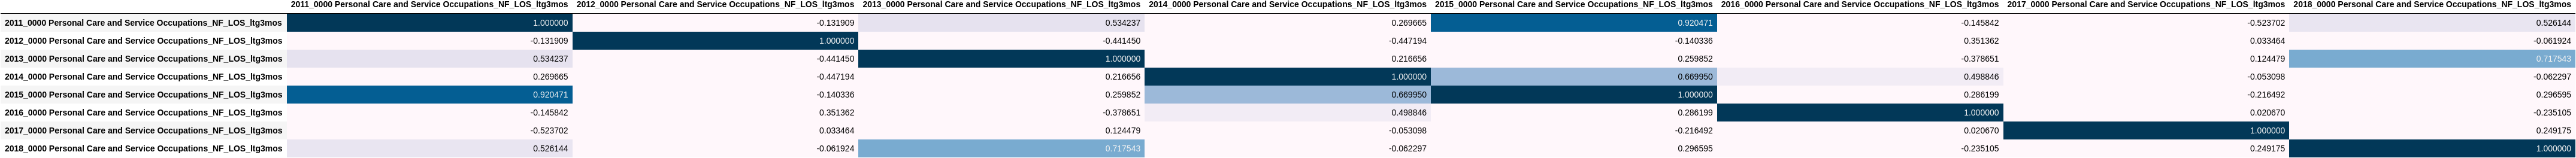 2011_0000 Personal Care and Service Occupations_NF_LOS_ltg3mos 2012_0000 Personal Care and Service Occupations_NF_LOS_ltg3mos 2013_0000 Personal Care and Service Occupations_NF_LOS_ltg3mos 2014_0000 Personal Care and Service Occupations_NF_LOS_ltg3mos 2015_0000 Personal Care and Service Occupations_NF_LOS_ltg3mos 2016_0000 Personal Care and Service Occupations_NF_LOS_ltg3mos 2017_0000 Personal Care and Service Occupations_NF_LOS_ltg3mos 2018_0000 Personal Care and Service Occupations_NF_LOS_ltg3mos
2011_0000 Personal Care and Service Occupations_NF_LOS_ltg3mos 1.000000 -0.131909 0.534237 0.269665 0.920471 -0.145842 -0.523702 0.526144
2012_0000 Personal Care and Service Occupations_NF_LOS_ltg3mos -0.131909 1.000000 -0.441450 -0.447194 -0.140336 0.351362 0.033464 -0.061924
2013_0000 Personal Care and Service Occupations_NF_LOS_ltg3mos 0.534237 -0.441450 1.000000 0.216656 0.259852 -0.378651 0.124479 0.717543
2014_0000 Personal Care and Service Occupations_NF_LOS_ltg3mos 0.269665 -0.447194 0.216656 1.000000 0.669950 0.498846 -0.053098 -0.062297
2015_0000 Personal Care and Service Occupations_NF_LOS_ltg3mos 0.920471 -0.140336 0.259852 0.669950 1.000000 0.286199 -0.216492 0.296595
2016_0000 Personal Care and Service Occupations_NF_LOS_ltg3mos -0.145842 0.351362 -0.378651 0.498846 0.286199 1.000000 0.020670 -0.235105
2017_0000 Personal Care and Service Occupations_NF_LOS_ltg3mos -0.523702 0.033464 0.124479 -0.053098 -0.216492 0.020670 1.000000 0.249175
2018_0000 Personal Care and Service Occupations_NF_LOS_ltg3mos 0.526144 -0.061924 0.717543 -0.062297 0.296595 -0.235105 0.249175 1.000000